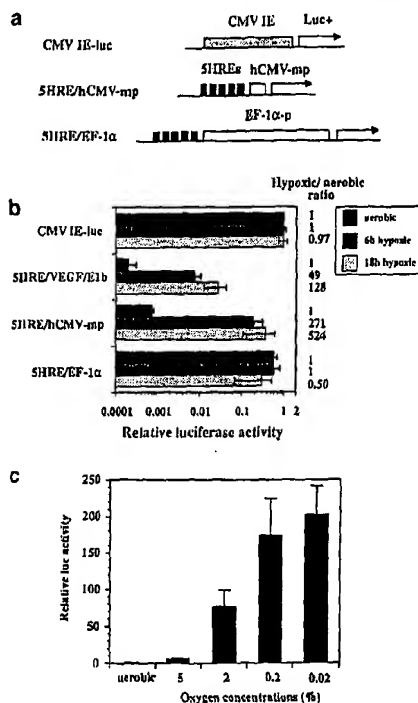 a
CMV IE
Luc+
CMV IE-luc
5HREs hCMV-mp
5HRE/hCMV-mp
EF-1α-p
5HRE/EF-1α
b
Hypoxic/ aerobic
ratio
CMV IE-luc
1
1
0.97
5HRE/VEGF/E1b
1
49
128
5HRE/hCMV-mp
1
271
524
5HRE/EF-1α
1
1
0.50
aerobic
6h hypoxic
18h hypoxic
0.0001 0.001 0.01 0.1 1 2
Relative luciferase activity
c
Relative luc activity
250
200
150
100
50
0
aerobic 5 2 0.2 0.02
Oxygen concentrations (%)